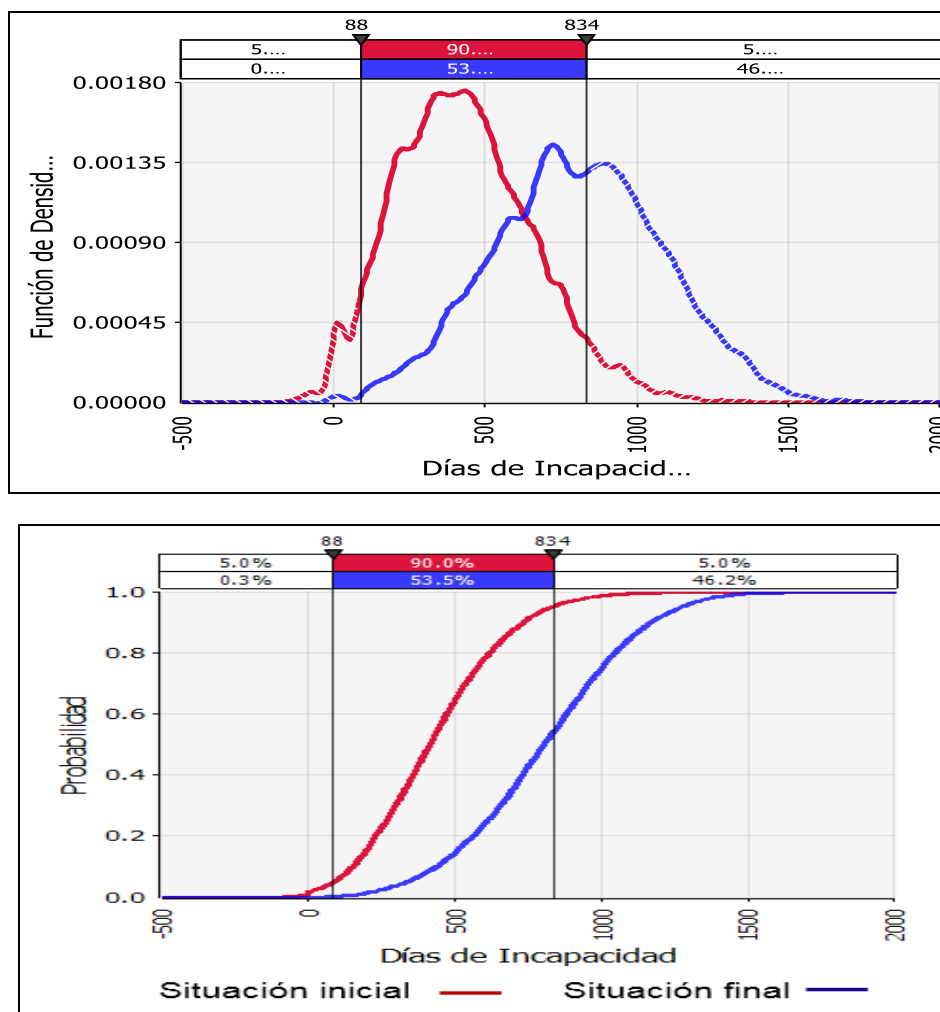 88 834
5.... 90.... 5....
0.... 53.... 46....
0.00180
0.00135
0.00090
0.00045
0.00000
Función de Densid...
-500 0 500 1000 1500 2000
Días de Incapacid...
88 834
5.0% 90.0% 5.0%
0.3% 53.5% 46.2%
1.0
0.8
0.6
0.4
0.2
0.0
Probabilidad
-500 0 500 1000 1500 2000
Días de Incapacidad
Situación inicial Situación final